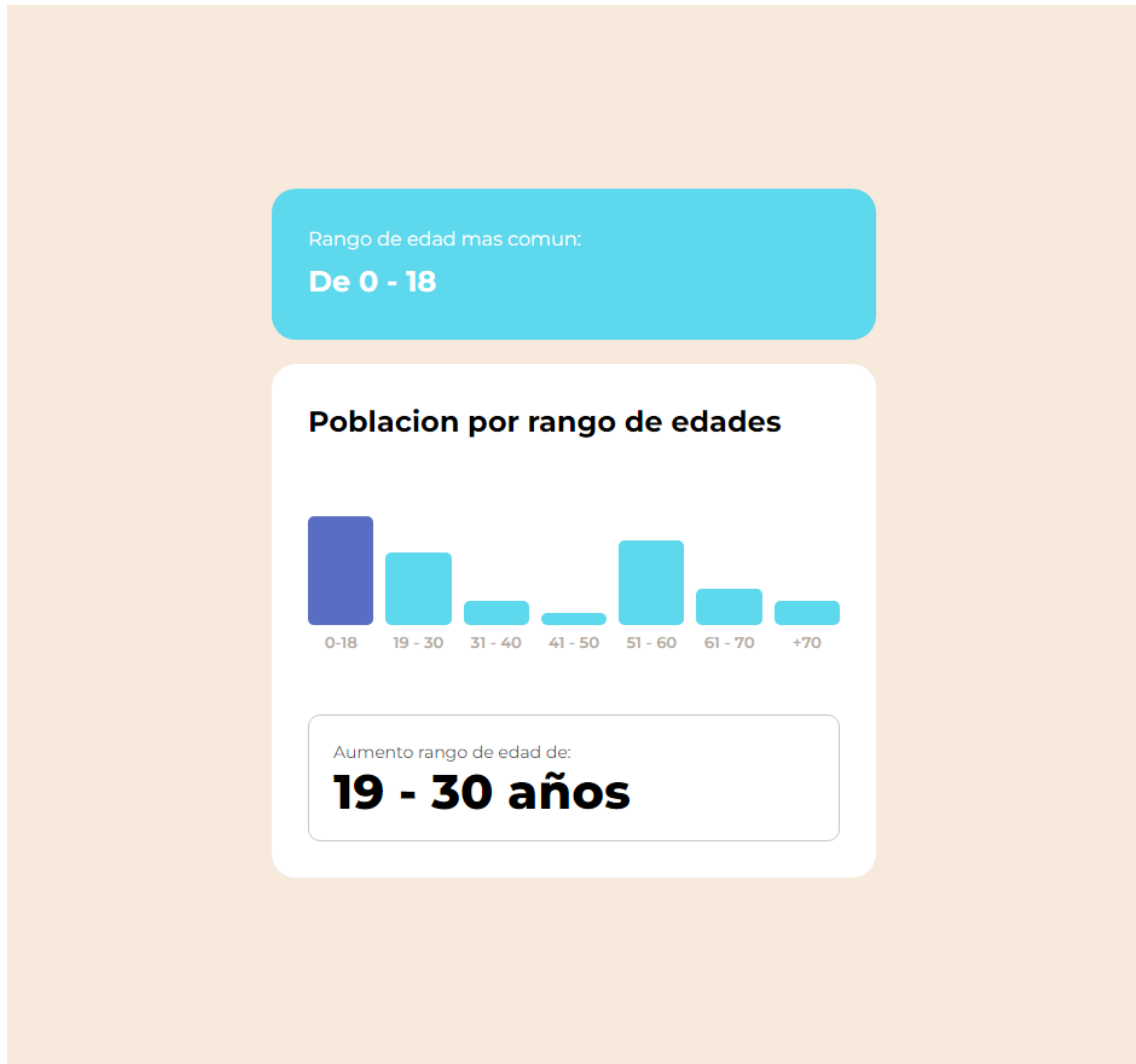 Rango de edad mas comun:
De 0 - 18
Poblacion por rango de edades
0-18 19 - 30 31 - 40 41 - 50 51 - 60 61 - 70 +70
Aumento rango de edad de:
19 - 30 años